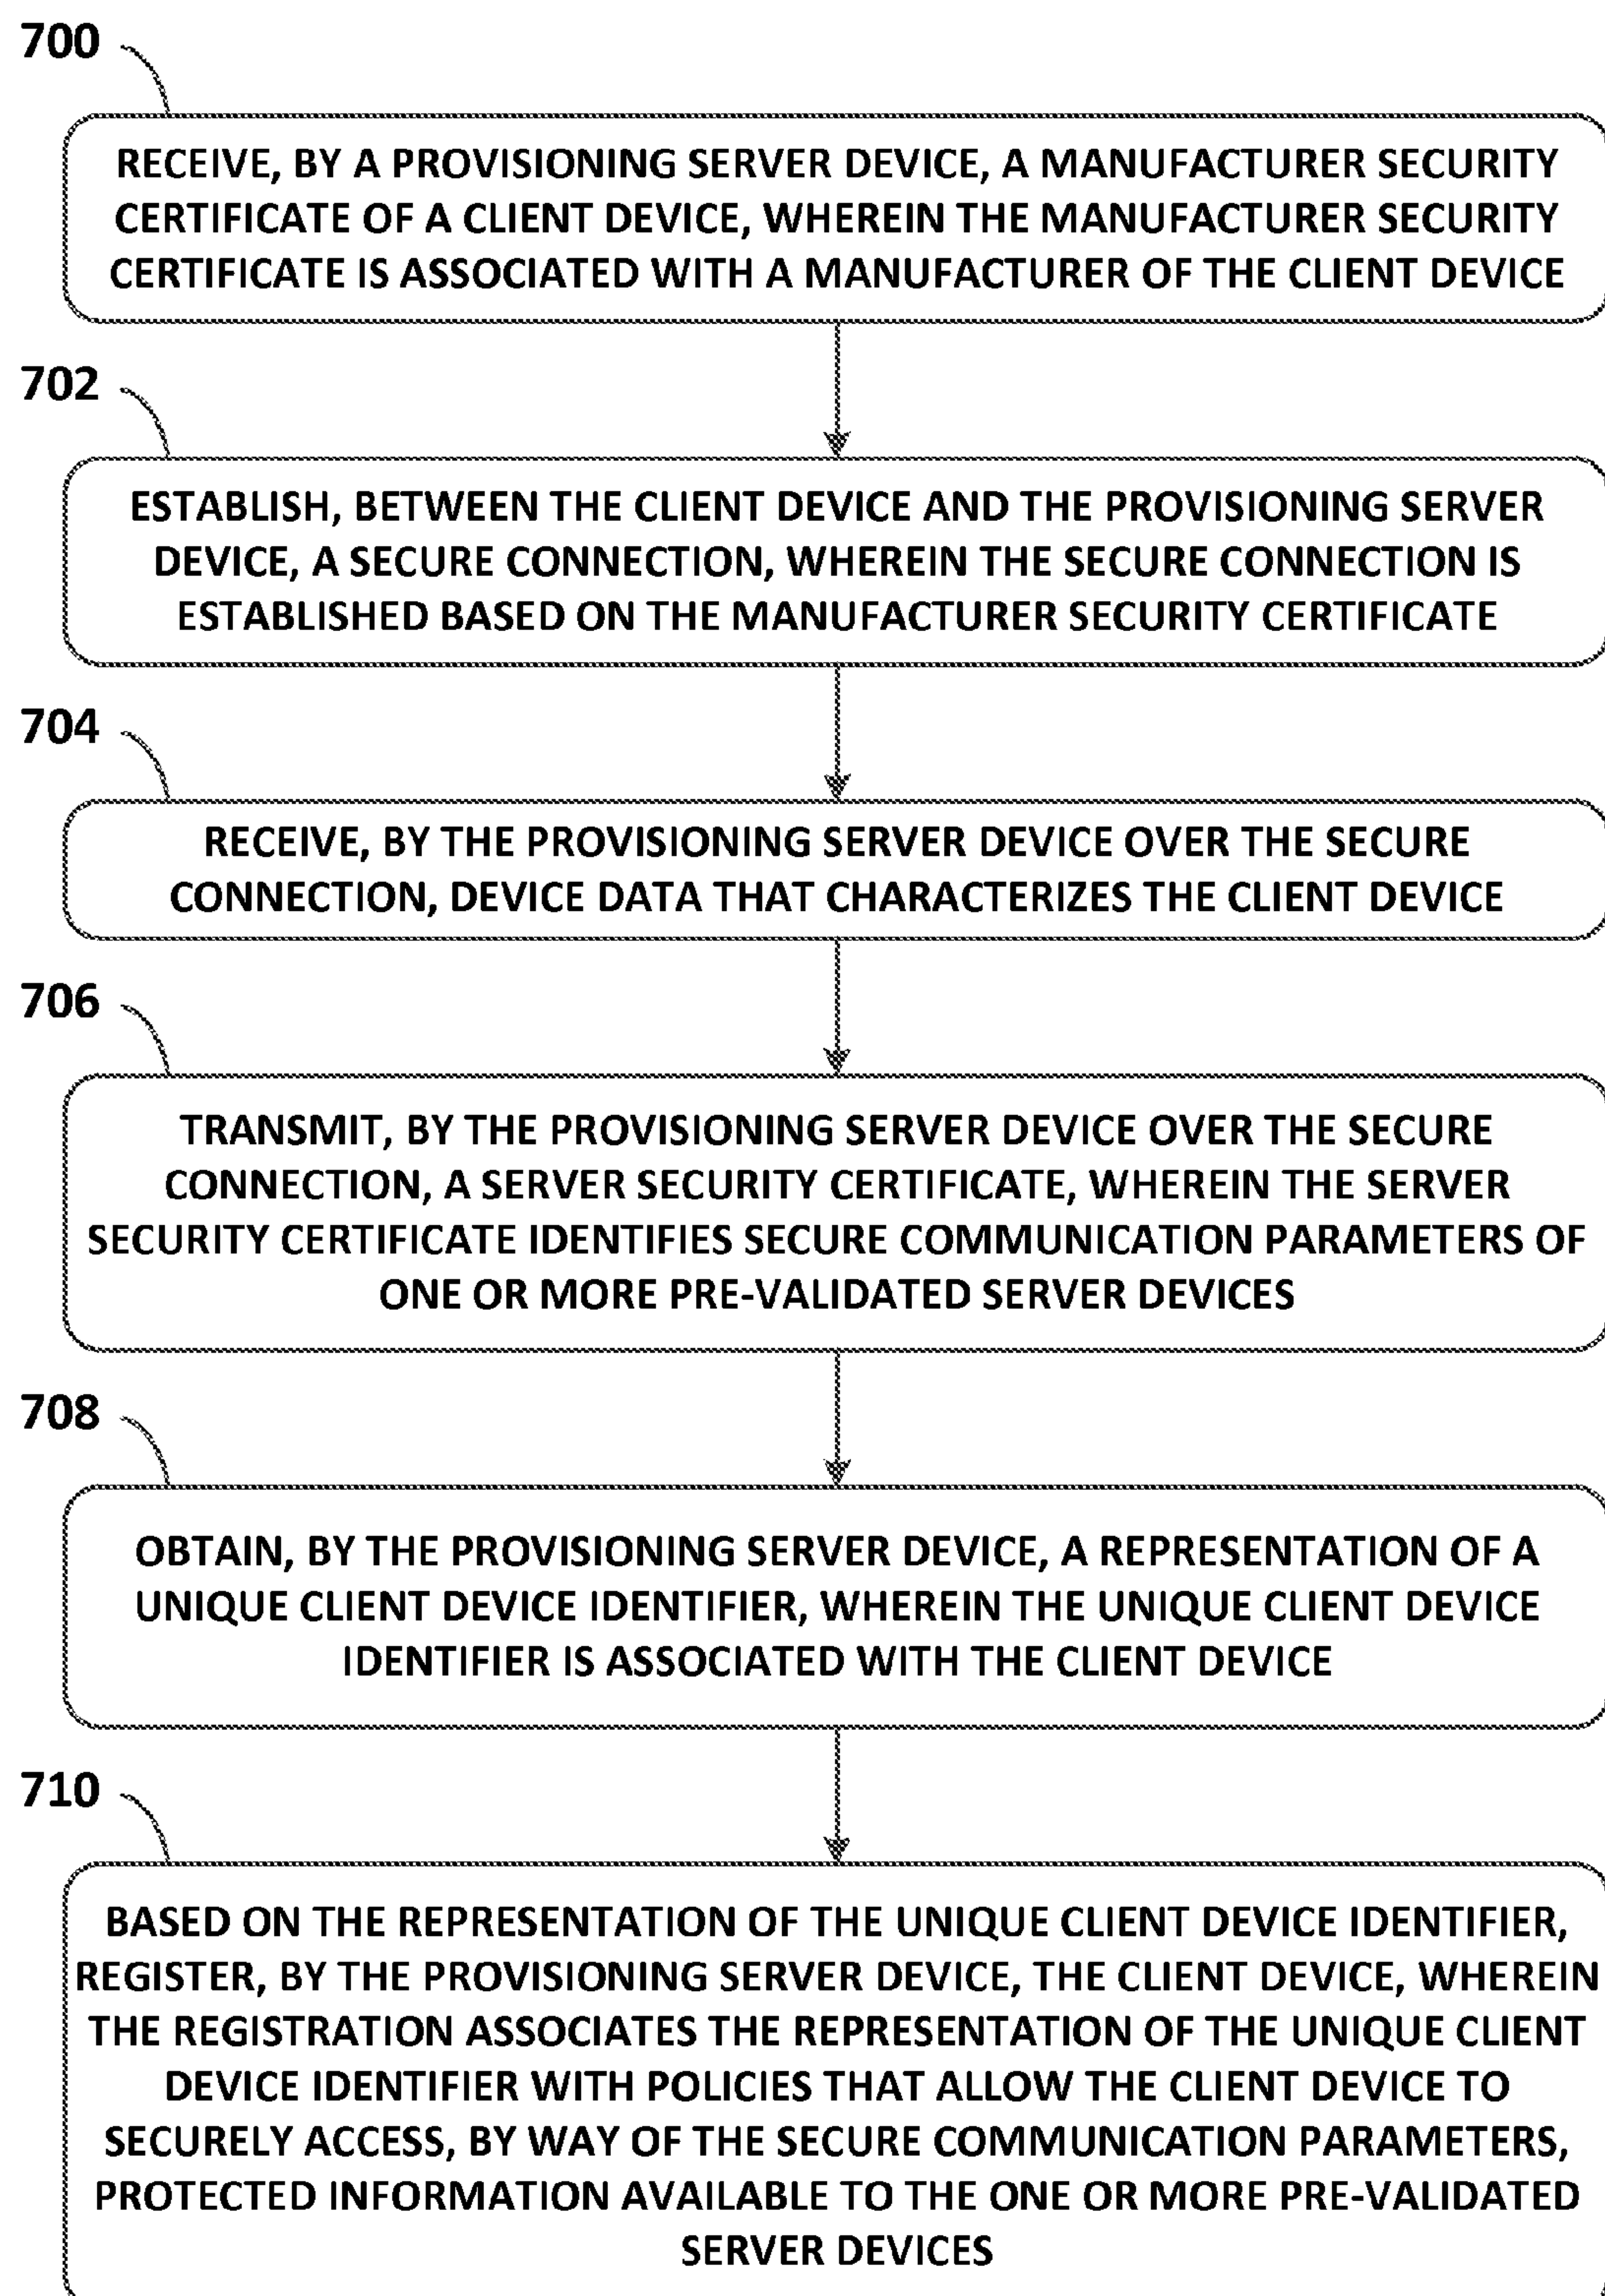 700
RECEIVE, BY A PROVISIONING SERVER DEVICE, A MANUFACTURER SECURITY
CERTIFICATE OF A CLIENT DEVICE, WHEREIN THE MANUFACTURER SECURITY
CERTIFICATE IS ASSOCIATED WITH A MANUFACTURER OF THE CLIENT DEVICE
702
ESTABLISH, BETWEEN THE CLIENT DEVICE AND THE PROVISIONING SERVER
DEVICE, A SECURE CONNECTION, WHEREIN THE SECURE CONNECTION IS
ESTABLISHED BASED ON THE MANUFACTURER SECURITY CERTIFICATE
704
RECEIVE, BY THE PROVISIONING SERVER DEVICE OVER THE SECURE
CONNECTION, DEVICE DATA THAT CHARACTERIZES THE CLIENT DEVICE
706
TRANSMIT, BY THE PROVISIONING SERVER DEVICE OVER THE SECURE
CONNECTION, A SERVER SECURITY CERTIFICATE, WHEREIN THE SERVER
SECURITY CERTIFICATE IDENTIFIES SECURE COMMUNICATION PARAMETERS OF
ONE OR MORE PRE-VALIDATED SERVER DEVICES
708
OBTAIN, BY THE PROVISIONING SERVER DEVICE, A REPRESENTATION OF A
UNIQUE CLIENT DEVICE IDENTIFIER, WHEREIN THE UNIQUE CLIENT DEVICE
IDENTIFIER IS ASSOCIATED WITH THE CLIENT DEVICE
710
BASED ON THE REPRESENTATION OF THE UNIQUE CLIENT DEVICE IDENTIFIER,
REGISTER, BY THE PROVISIONING SERVER DEVICE, THE CLIENT DEVICE, WHEREIN
THE REGISTRATION ASSOCIATES THE REPRESENTATION OF THE UNIQUE CLIENT
DEVICE IDENTIFIER WITH POLICIES THAT ALLOW THE CLIENT DEVICE TO
SECURELY ACCESS, BY WAY OF THE SECURE COMMUNICATION PARAMETERS,
PROTECTED INFORMATION AVAILABLE TO THE ONE OR MORE PRE-VALIDATED
SERVER DEVICES